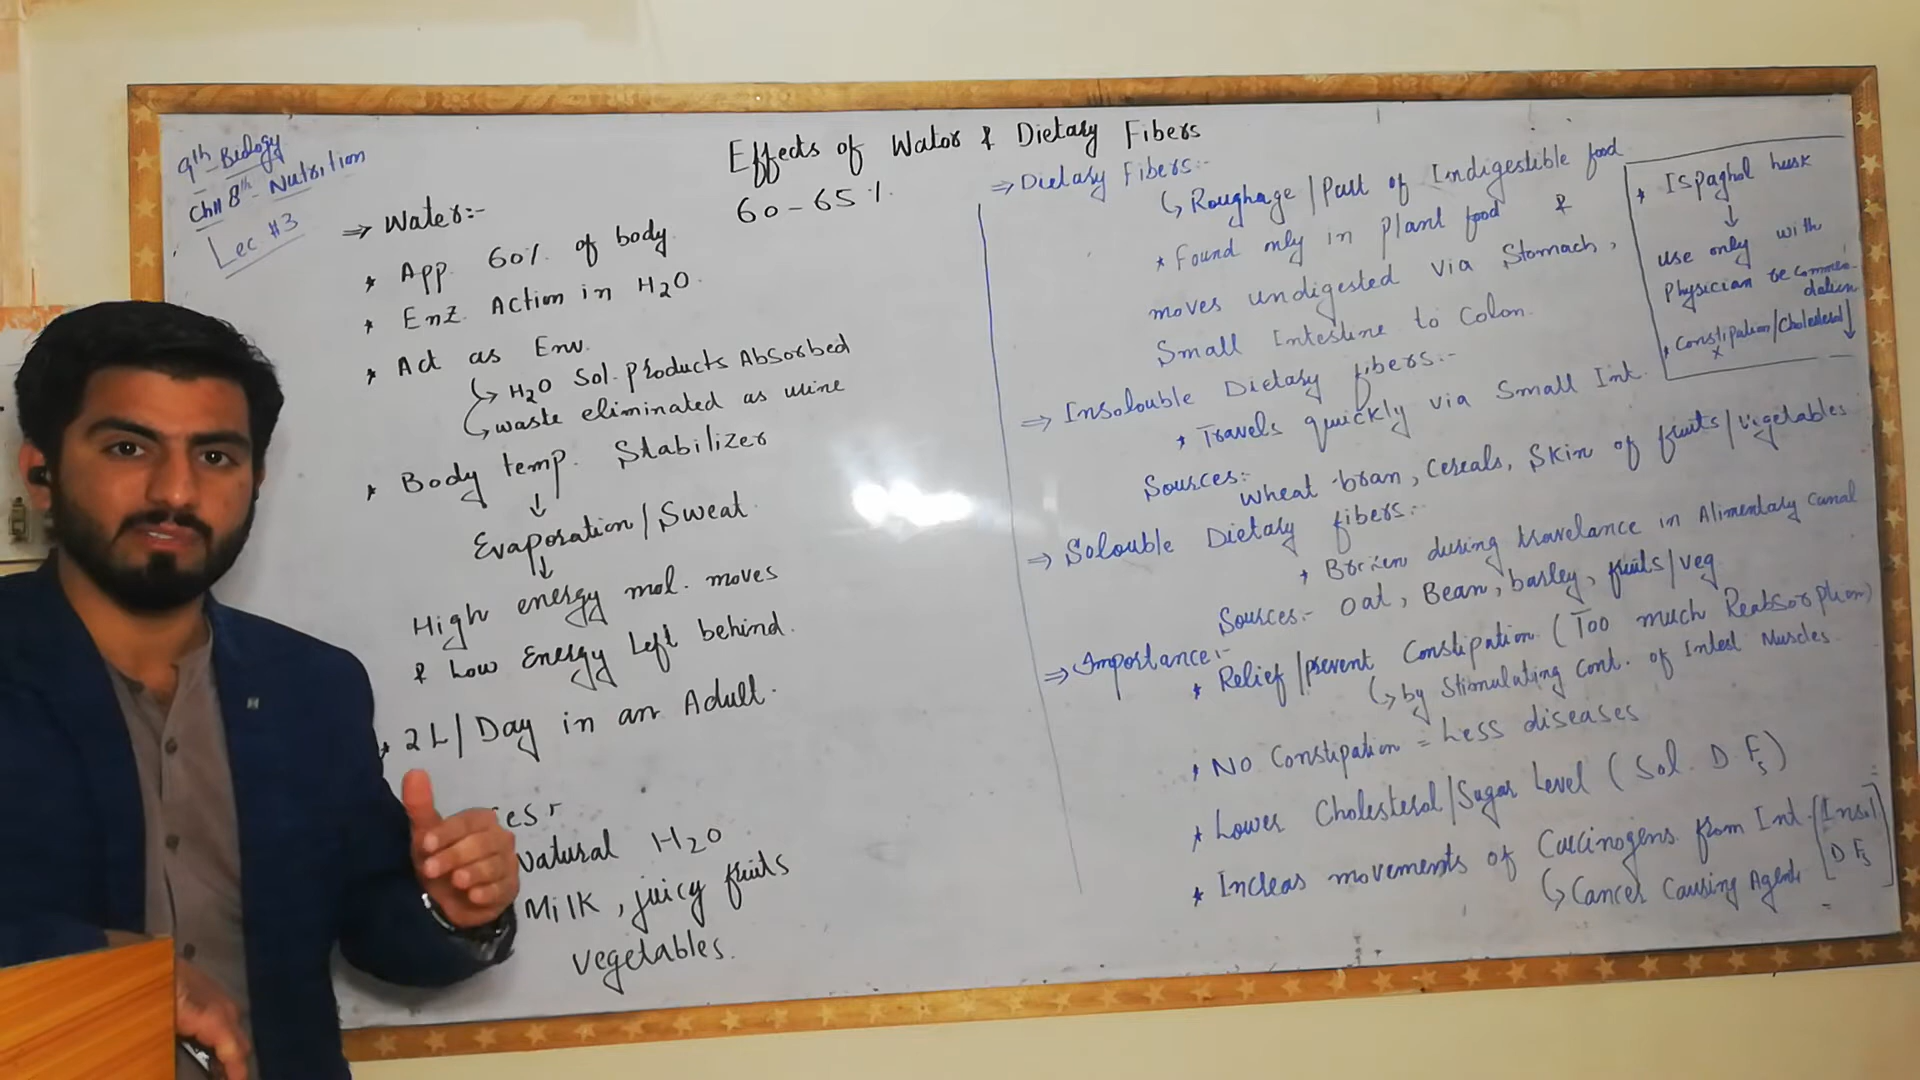 9th Biology
Ch# 8th Nutrition
Lec #3
Effects of Water & Dietary Fibers
60-65%.
⇒ Water:-
* App. 60% of body
* Enz. Action in H2O.
* Act as Env.
↳ H2O Sol. products Absorbed
↳ waste eliminated as urine
* Body temp. Stabilizer
↓
Evaporation / Sweat.
↓
High energy mol. moves
& Low Energy Left behind.
* 2L / Day in an Adult.
ces:
Natural H2O
Milk, juicy fruits
vegetables.
⇒ Dietary Fibers:-
↳ Roughage / Part of Indigestible food
* Found only in plant food &
moves undigested via Stomach,
Small Intestine to Colon.
⇒ Insolouble Dietary fibers:-
* Travels quickly via Small Int.
Sources:-
Wheat-bran, Cereals, Skin of fruits / vegetables
⇒ Solouble Dietary fibers:-
* Broken during travelance in Alimentary Canal
Sources:- Oat, Bean, barley, fruits/veg
⇒ Importance:-
* Relief / prevent Constipation. (Too much Reabsorption)
↳ by Stimulating Cont. of Intest Muscles.
* No Constipation = Less diseases
* Lower Cholesterol/Sugar Level (Sol. D Fs)
* Increas movements of Carcinogens from Int. [Insol
D Fs]
↳ Cancer Causing Agents
* Ispaghol husk
↓
use only with
Physician recommen-
dation
* Constipation / Cholesterol ↓
x